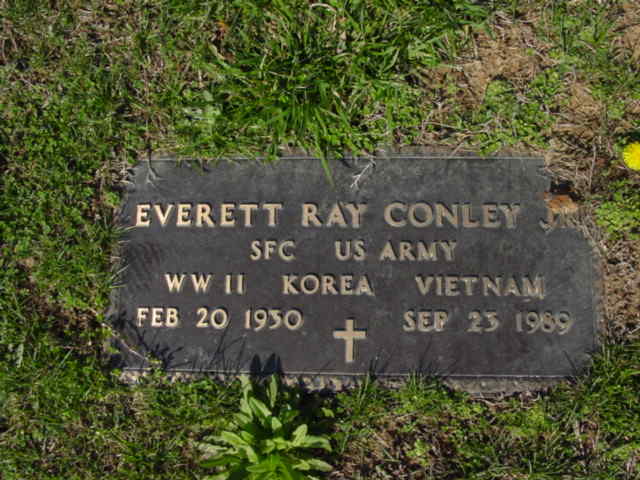 EVERETT RAY CONLEY JR
SFC US ARMY
WW II KOREA VIETNAM
FEB 20 1930 SEP 23 1989